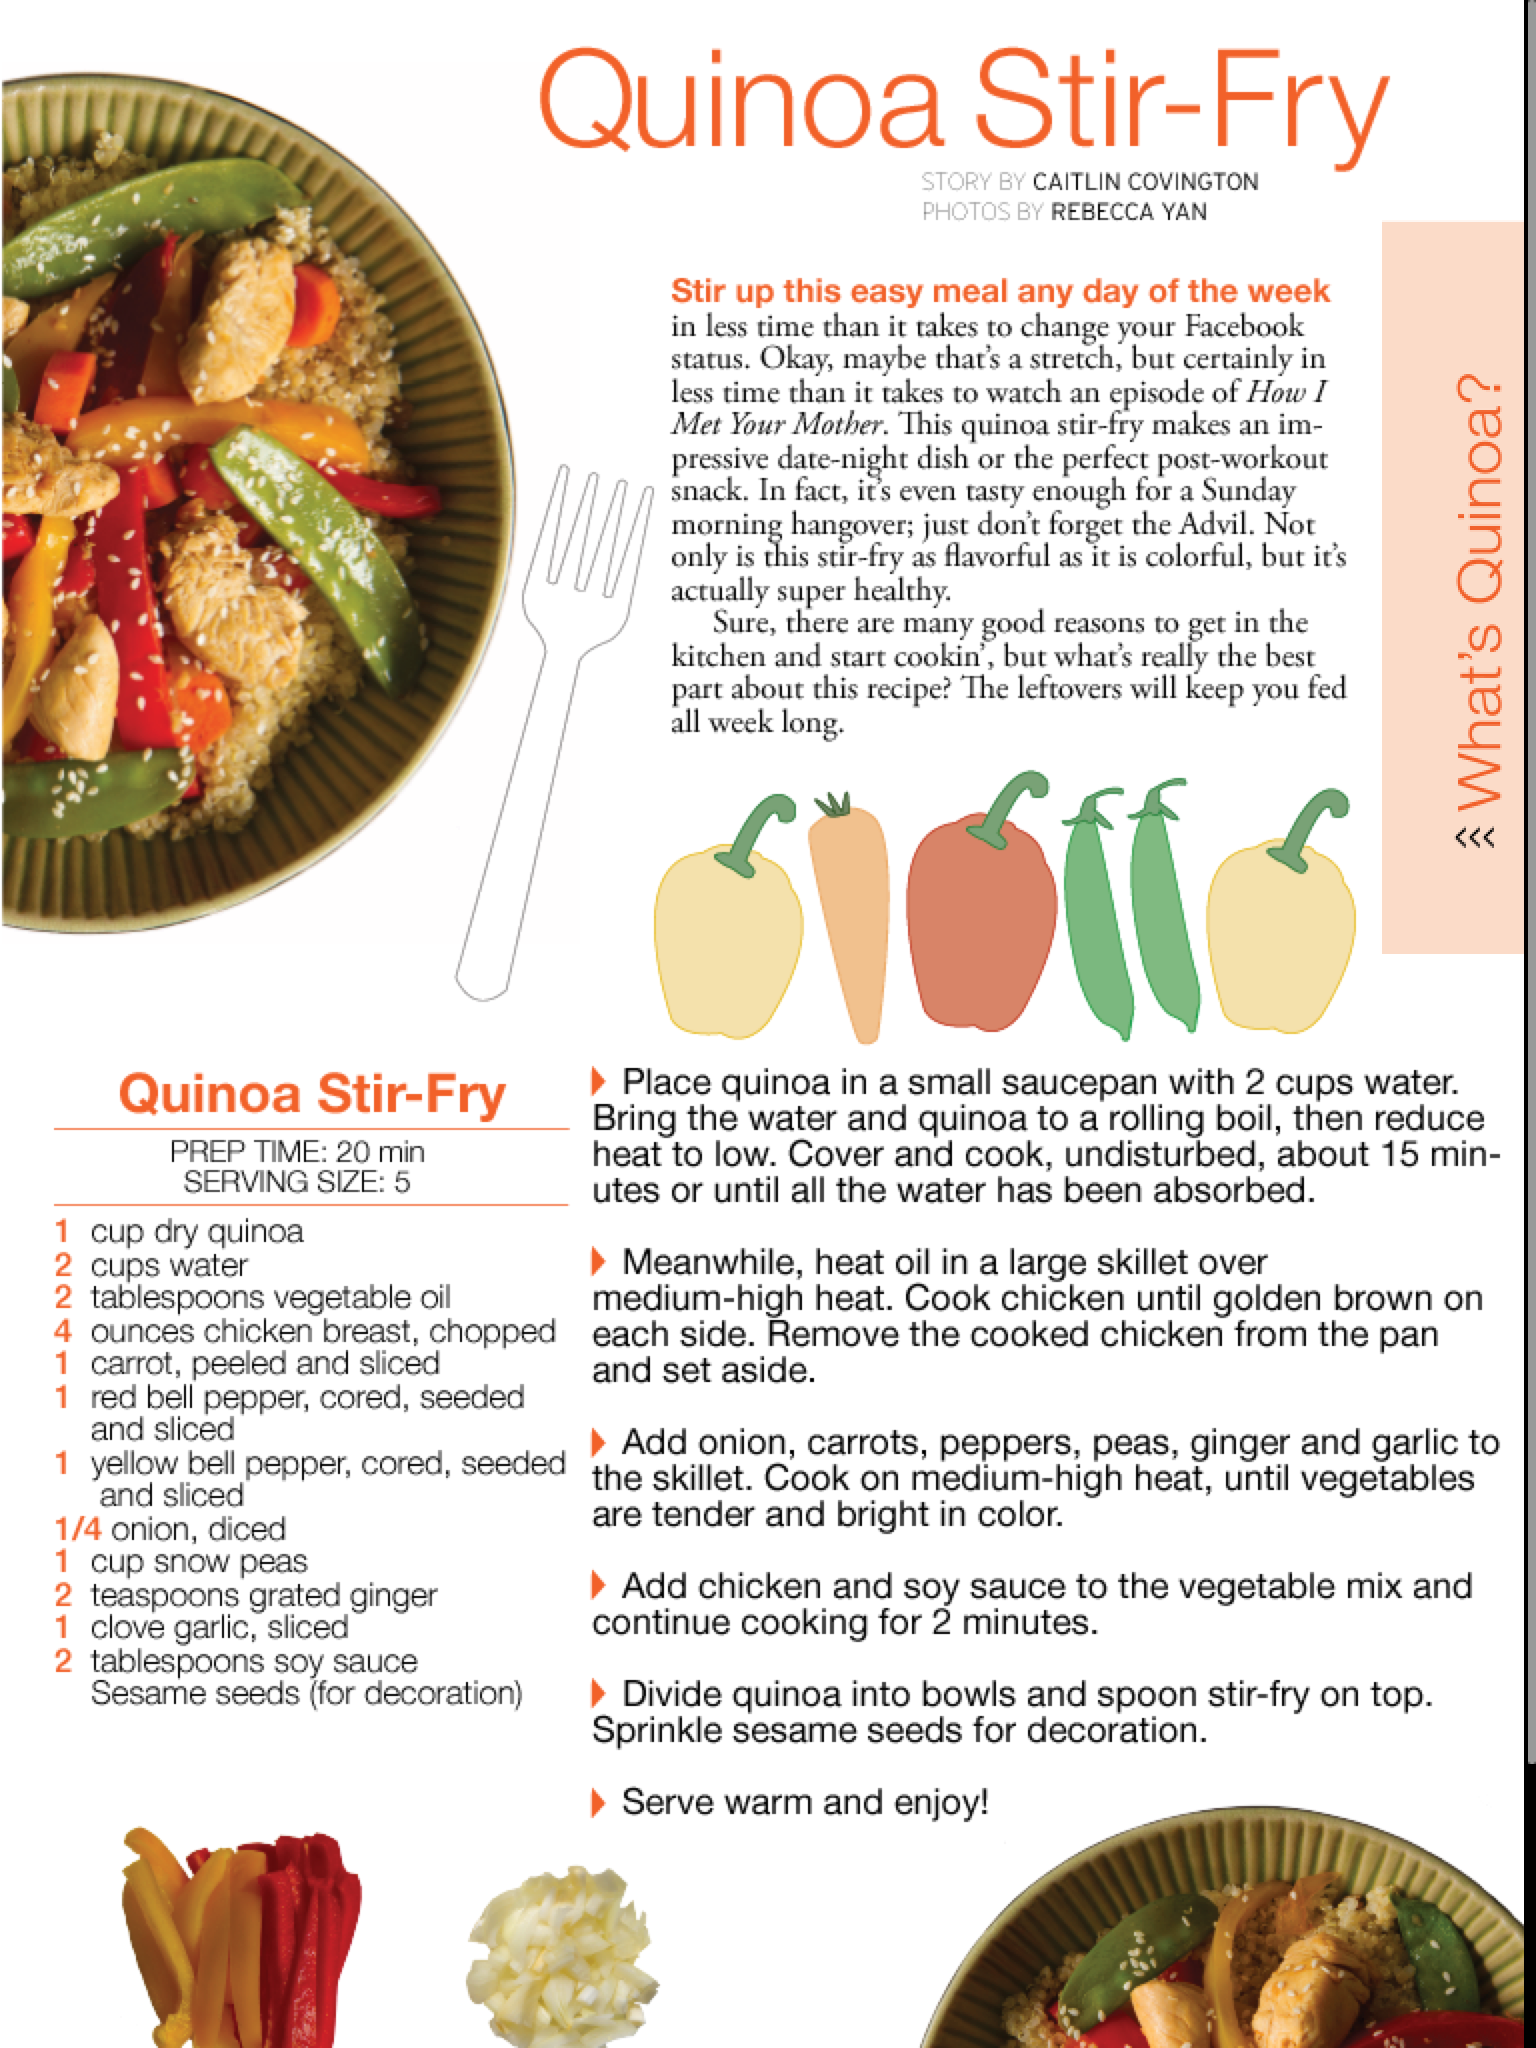 Quinoa Stir-Fry
STORY BY CAITLIN COVINGTON
PHOTOS BY REBECCA YAN
Stir up this easy meal any day of the week
in less time than it takes to change your Facebook
status. Okay, maybe that's a stretch, but certainly in
less time than it takes to watch an episode of How I
Met Your Mother. This quinoa stir-fry makes an im-
pressive date-night dish or the perfect post-workout
snack. In fact, it's even tasty enough for a Sunday
morning hangover; just don't forget the Advil. Not
only is this stir-fry as flavorful as it is colorful, but it's
actually super healthy.
Sure, there are many good reasons to get in the
kitchen and start cookin', but what's really the best
part about this recipe? The leftovers will keep you fed
all week long.
‹‹‹ What's Quinoa?
Quinoa Stir-Fry
PREP TIME: 20 min
SERVING SIZE: 5
1 cup dry quinoa
2 cups water
2 tablespoons vegetable oil
4 ounces chicken breast, chopped
1 carrot, peeled and sliced
1 red bell pepper, cored, seeded
and sliced
1 yellow bell pepper, cored, seeded
and sliced
1/4 onion, diced
1 cup snow peas
2 teaspoons grated ginger
1 clove garlic, sliced
2 tablespoons soy sauce
Sesame seeds (for decoration)
Place quinoa in a small saucepan with 2 cups water.
Bring the water and quinoa to a rolling boil, then reduce
heat to low. Cover and cook, undisturbed, about 15 min-
utes or until all the water has been absorbed.
Meanwhile, heat oil in a large skillet over
medium-high heat. Cook chicken until golden brown on
each side. Remove the cooked chicken from the pan
and set aside.
Add onion, carrots, peppers, peas, ginger and garlic to
the skillet. Cook on medium-high heat, until vegetables
are tender and bright in color.
Add chicken and soy sauce to the vegetable mix and
continue cooking for 2 minutes.
Divide quinoa into bowls and spoon stir-fry on top.
Sprinkle sesame seeds for decoration.
Serve warm and enjoy!